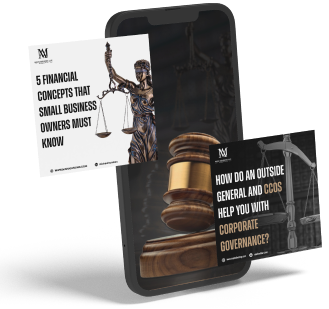 5 FINANCIAL
CONCEPTS THAT
SMALL BUSINESS
OWNERS MUST
KNOW
HOW DO AN OUTSIDE
GENERAL AND CCOS
HELP YOU WITH
CORPORATE
GOVERNANCE?